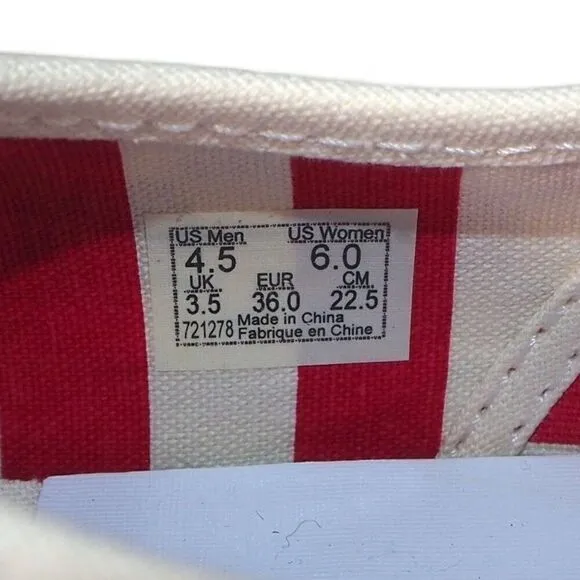 US Men US Women
4.5 6.0
UK EUR CM
3.5 36.0 22.5
721278 Made in China
Fabrique en Chine